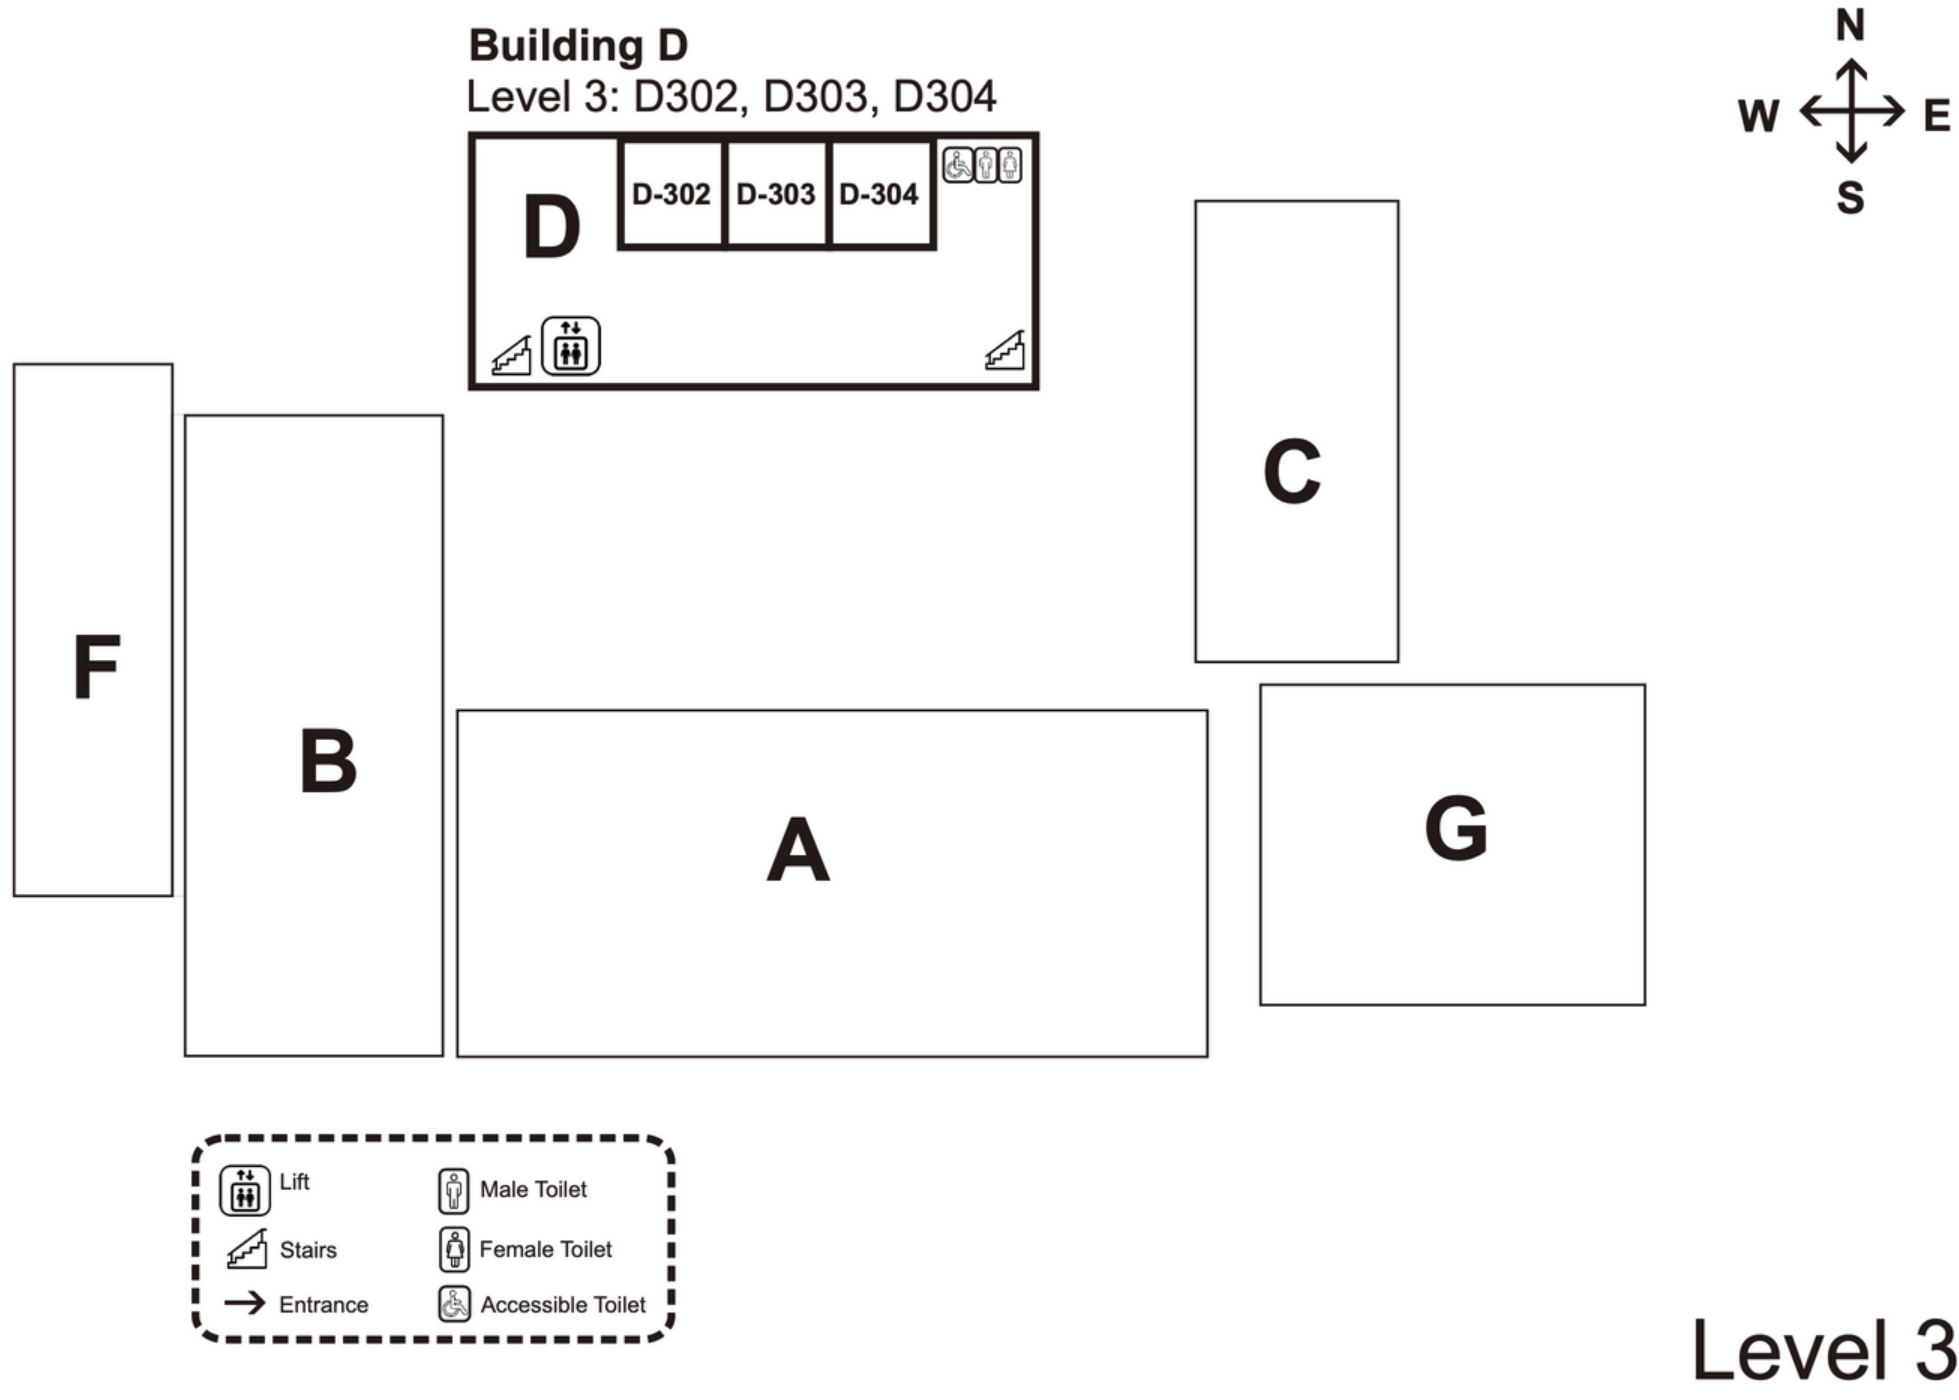 Building D
Level 3: D302, D303, D304
N
W E
S
D
D-302 D-303 D-304
C
F
B
A
G
Lift
Stairs
Entrance
Male Toilet
Female Toilet
Accessible Toilet
Level 3